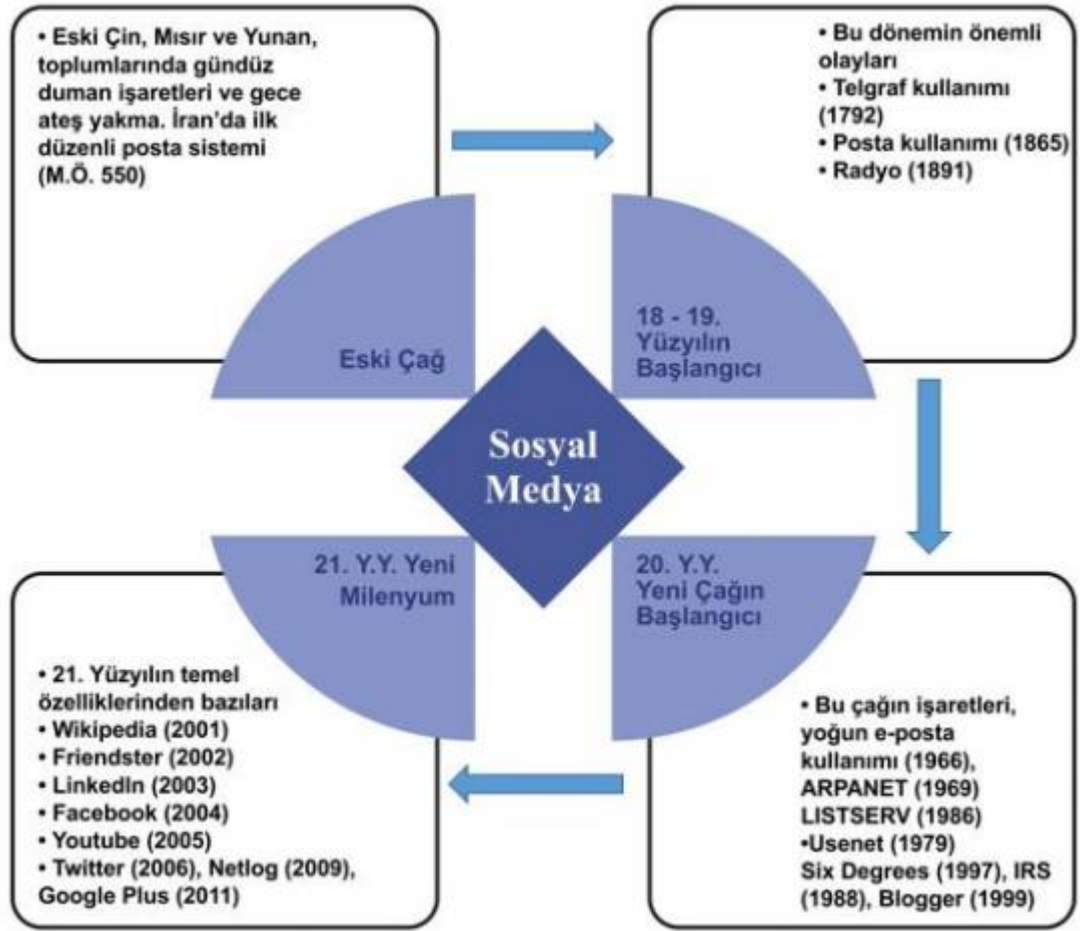 • Eski Çin, Mısır ve Yunan,
toplumlarında gündüz
duman işaretleri ve gece
ateş yakma. İran'da ilk
düzenli posta sistemi
(M.Ö. 550)
Eski Çağ
• Bu dönemin önemli
olayları
• Telgraf kullanımı
(1792)
• Posta kullanımı (1865)
• Radyo (1891)
18 - 19.
Yüzyılın
Başlangıcı
Sosyal
Medya
21. Y.Y. Yeni
Milenyum
• 21. Yüzyılın temel
özelliklerinden bazıları
• Wikipedia (2001)
• Friendster (2002)
• LinkedIn (2003)
• Facebook (2004)
• Youtube (2005)
• Twitter (2006), Netlog (2009),
Google Plus (2011)
20. Y.Y.
Yeni Çağın
Başlangıcı
• Bu çağın işaretleri,
yoğun e-posta
kullanımı (1966),
ARPANET (1969)
LISTSERV (1986)
•Usenet (1979)
Six Degrees (1997), IRS
(1988), Blogger (1999)